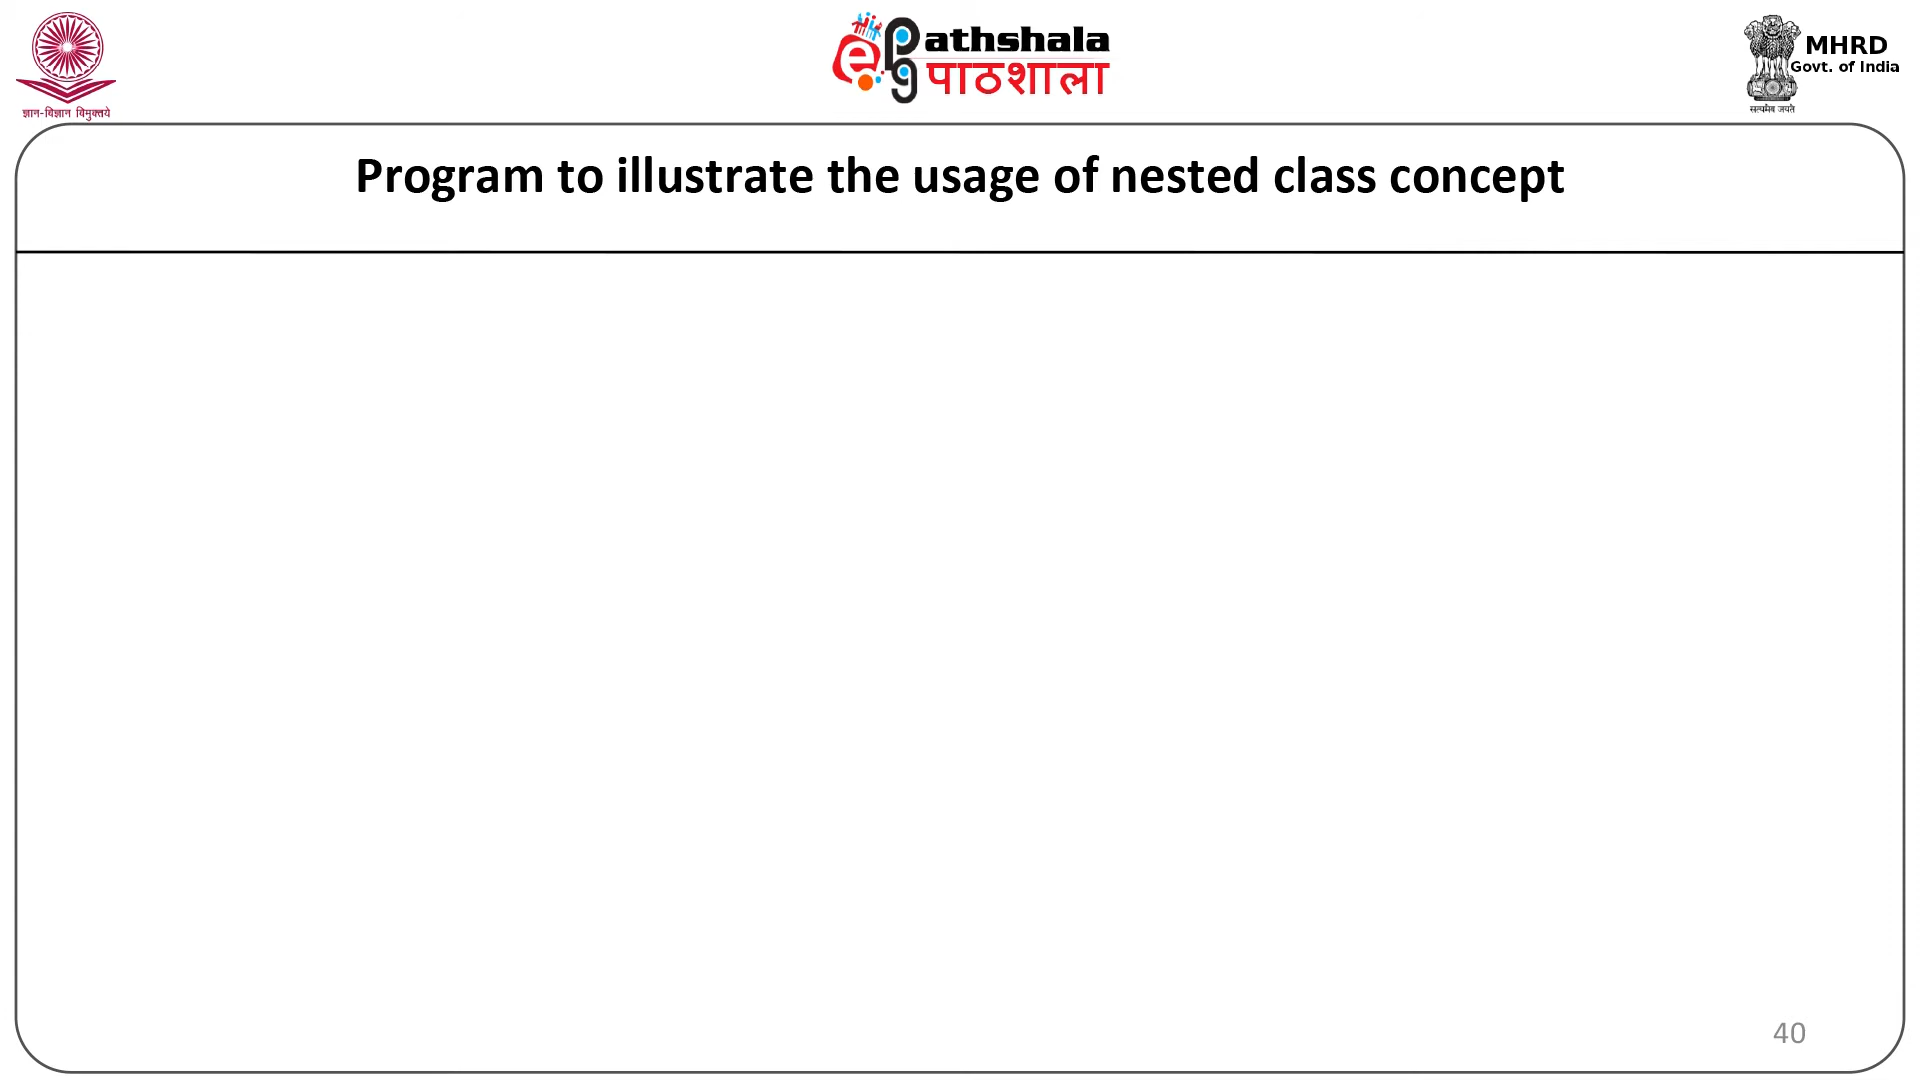 ज्ञान-विज्ञान विमुक्तये
ePathshala
पाठशाला
MHRD
Govt. of India
सत्यमेव जयते
Program to illustrate the usage of nested class concept
40